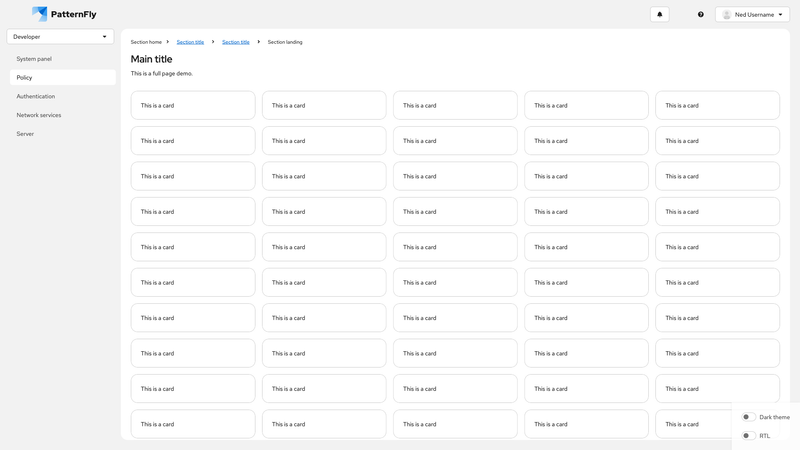 PatternFly
Ned Username
Developer
System panel
Policy
Authentication
Network services
Server
Section home
Section title
Section title
Section landing
Main title
This is a full page demo.
This is a card This is a card This is a card This is a card This is a card
This is a card This is a card This is a card This is a card This is a card
This is a card This is a card This is a card This is a card This is a card
This is a card This is a card This is a card This is a card This is a card
This is a card This is a card This is a card This is a card This is a card
This is a card This is a card This is a card This is a card This is a card
This is a card This is a card This is a card This is a card This is a card
This is a card This is a card This is a card This is a card This is a card
This is a card This is a card This is a card This is a card This is a card
This is a card This is a card This is a card This is a card This is a card
Dark theme
RTL